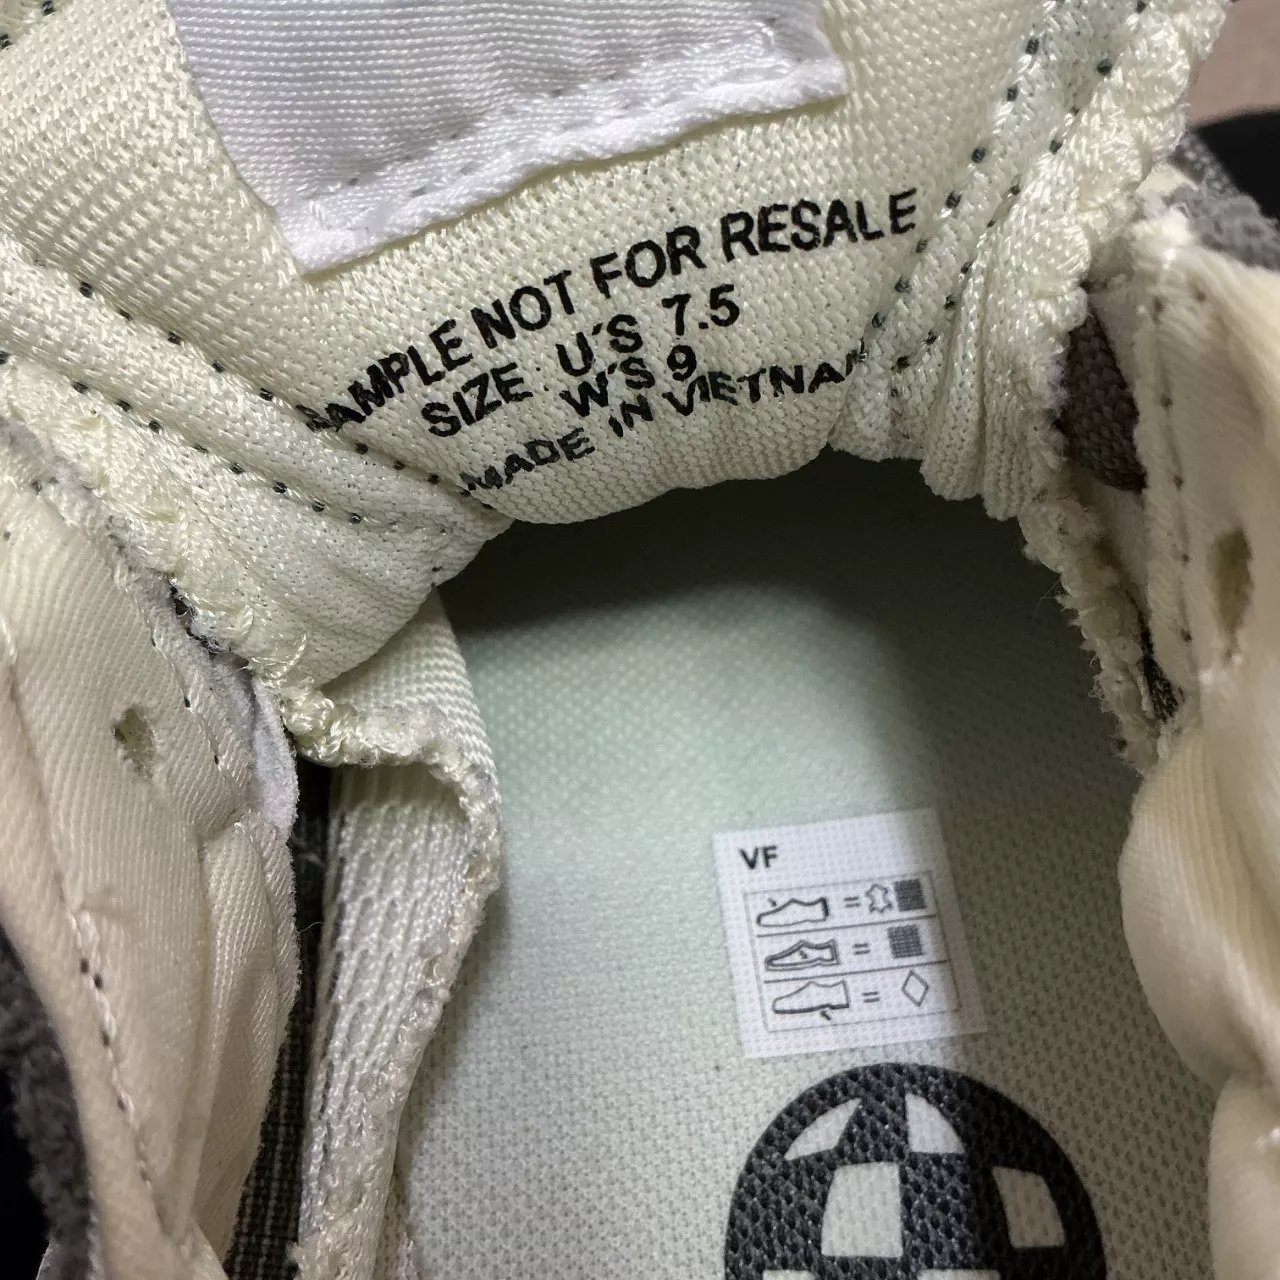 SAMPLE NOT FOR RESALE
SIZE : U'S 7.5
W'S 9
MADE IN VIETNAM
VF
= 
=
=